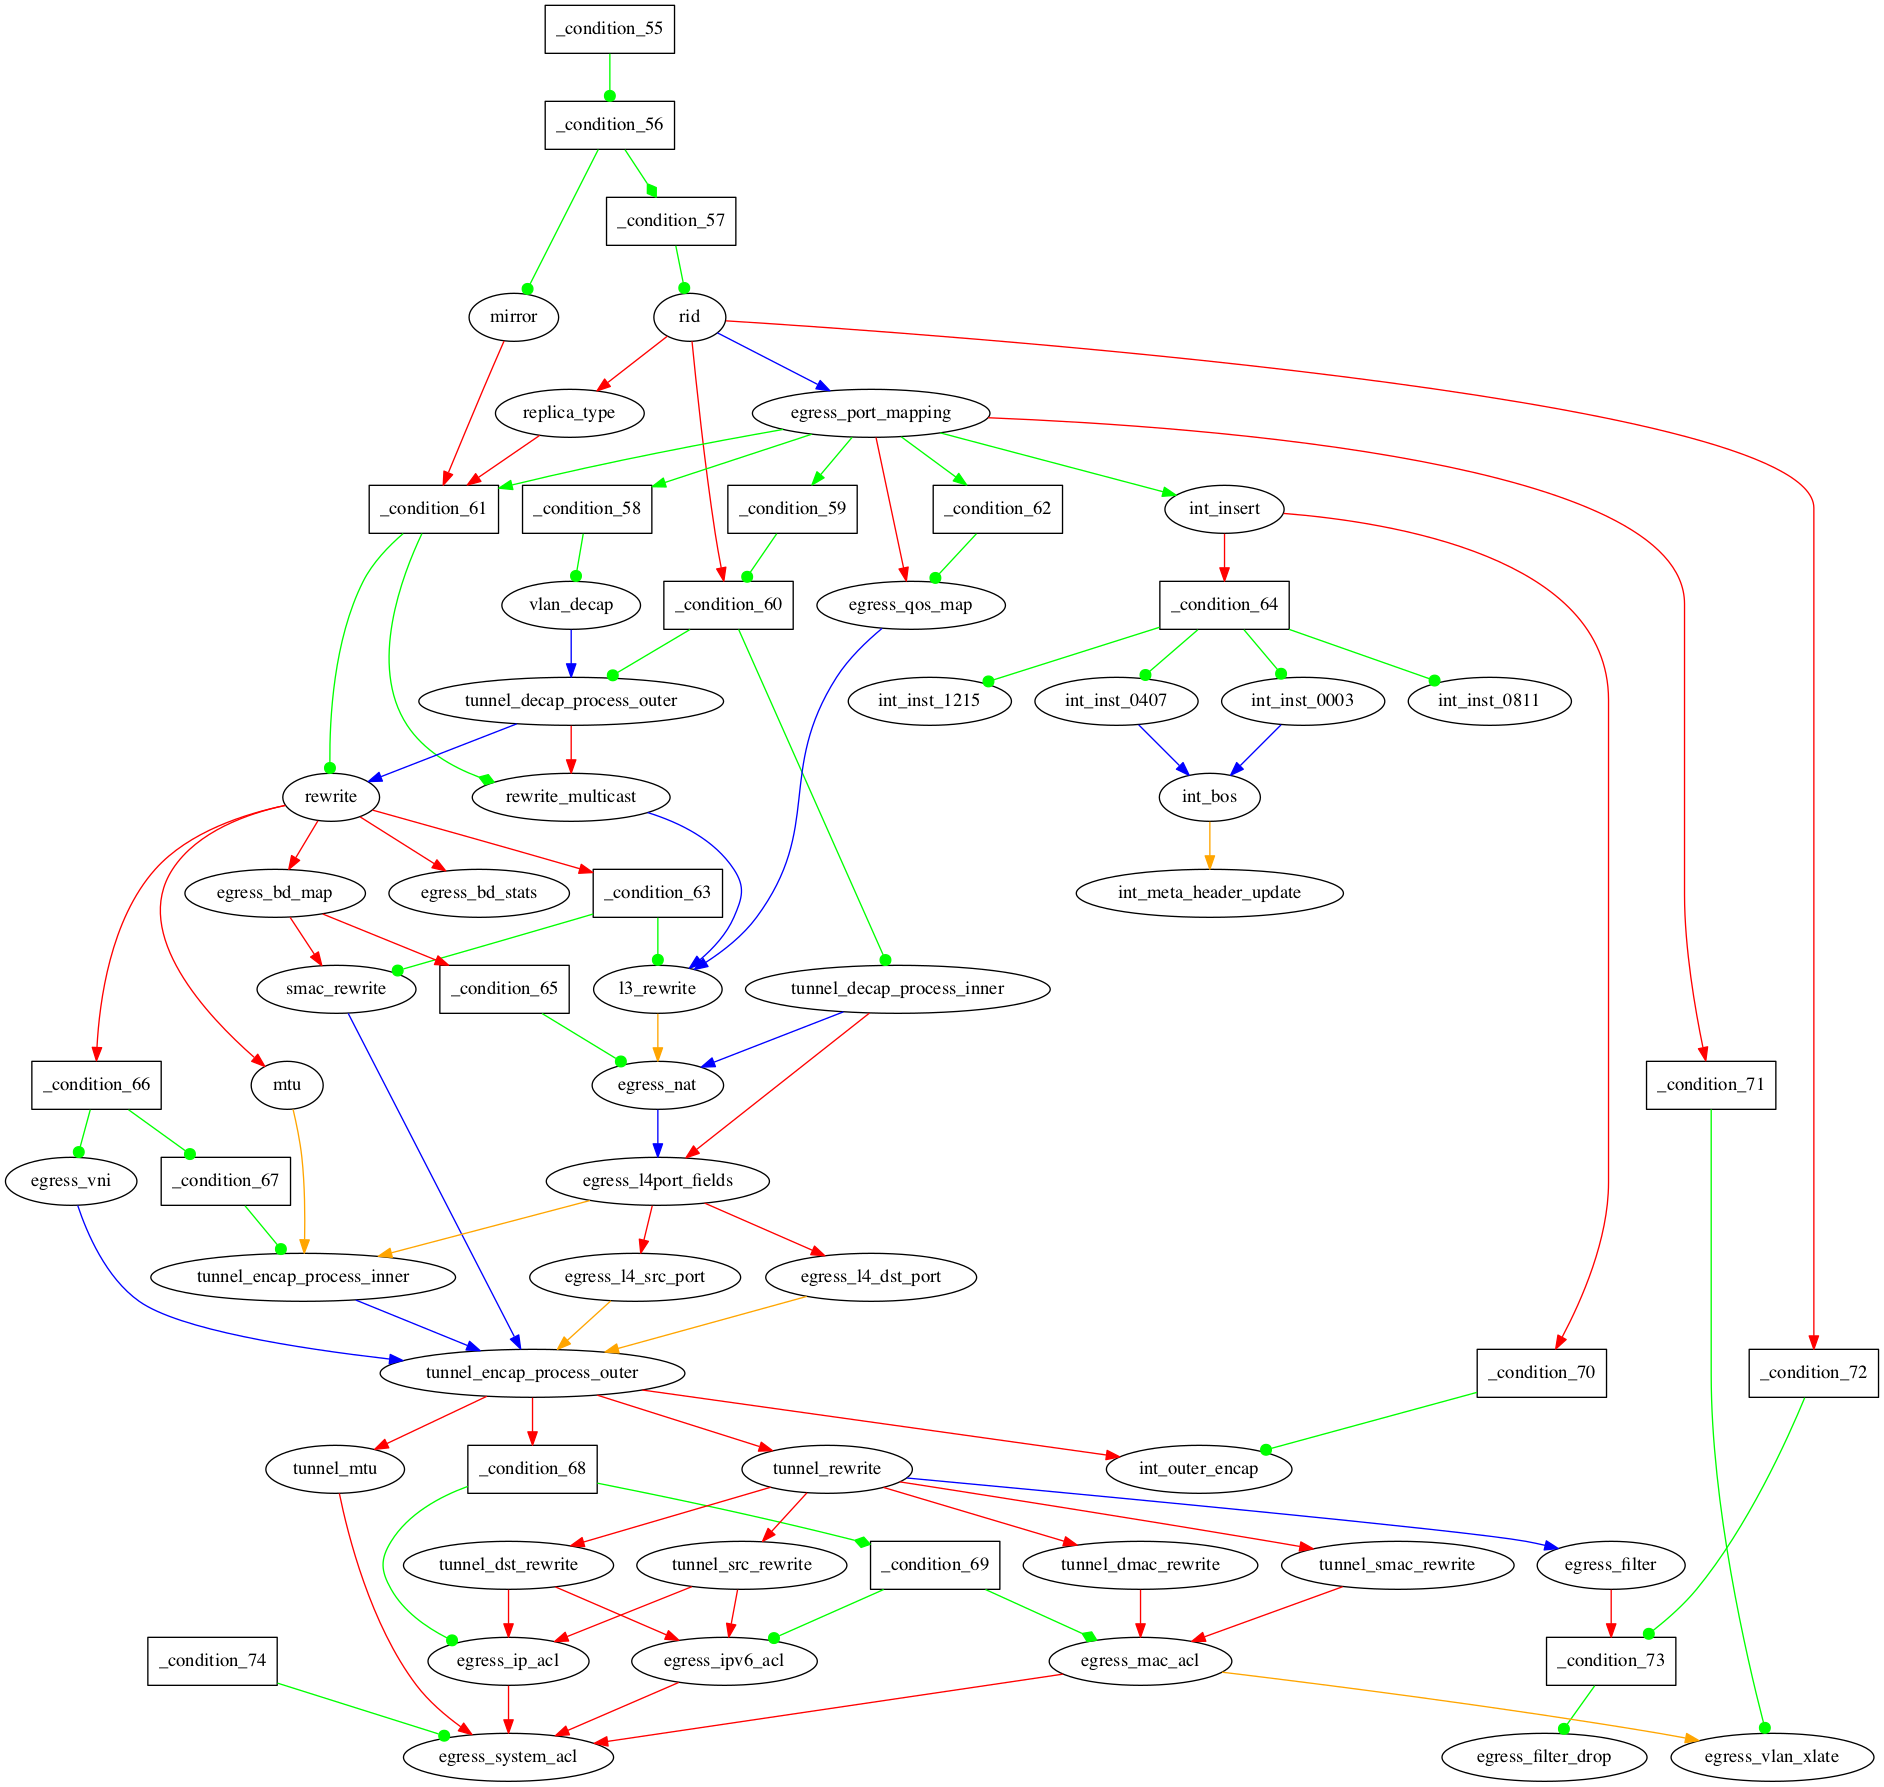 _condition_55
_condition_56
_condition_57
mirror
rid
replica_type
egress_port_mapping
_condition_61
_condition_58
_condition_59
_condition_62
int_insert
vlan_decap
_condition_60
egress_qos_map
_condition_64
tunnel_decap_process_outer
int_inst_1215
int_inst_0407
int_inst_0003
int_inst_0811
rewrite
rewrite_multicast
int_bos
egress_bd_map
egress_bd_stats
_condition_63
int_meta_header_update
smac_rewrite
_condition_65
l3_rewrite
tunnel_decap_process_inner
_condition_66
mtu
egress_nat
_condition_71
egress_vni
_condition_67
egress_l4port_fields
tunnel_encap_process_inner
egress_l4_src_port
egress_l4_dst_port
tunnel_encap_process_outer
_condition_70
_condition_72
tunnel_mtu
_condition_68
tunnel_rewrite
int_outer_encap
tunnel_dst_rewrite
tunnel_src_rewrite
_condition_69
tunnel_dmac_rewrite
tunnel_smac_rewrite
egress_filter
_condition_74
egress_ip_acl
egress_ipv6_acl
egress_mac_acl
_condition_73
egress_system_acl
egress_filter_drop
egress_vlan_xlate